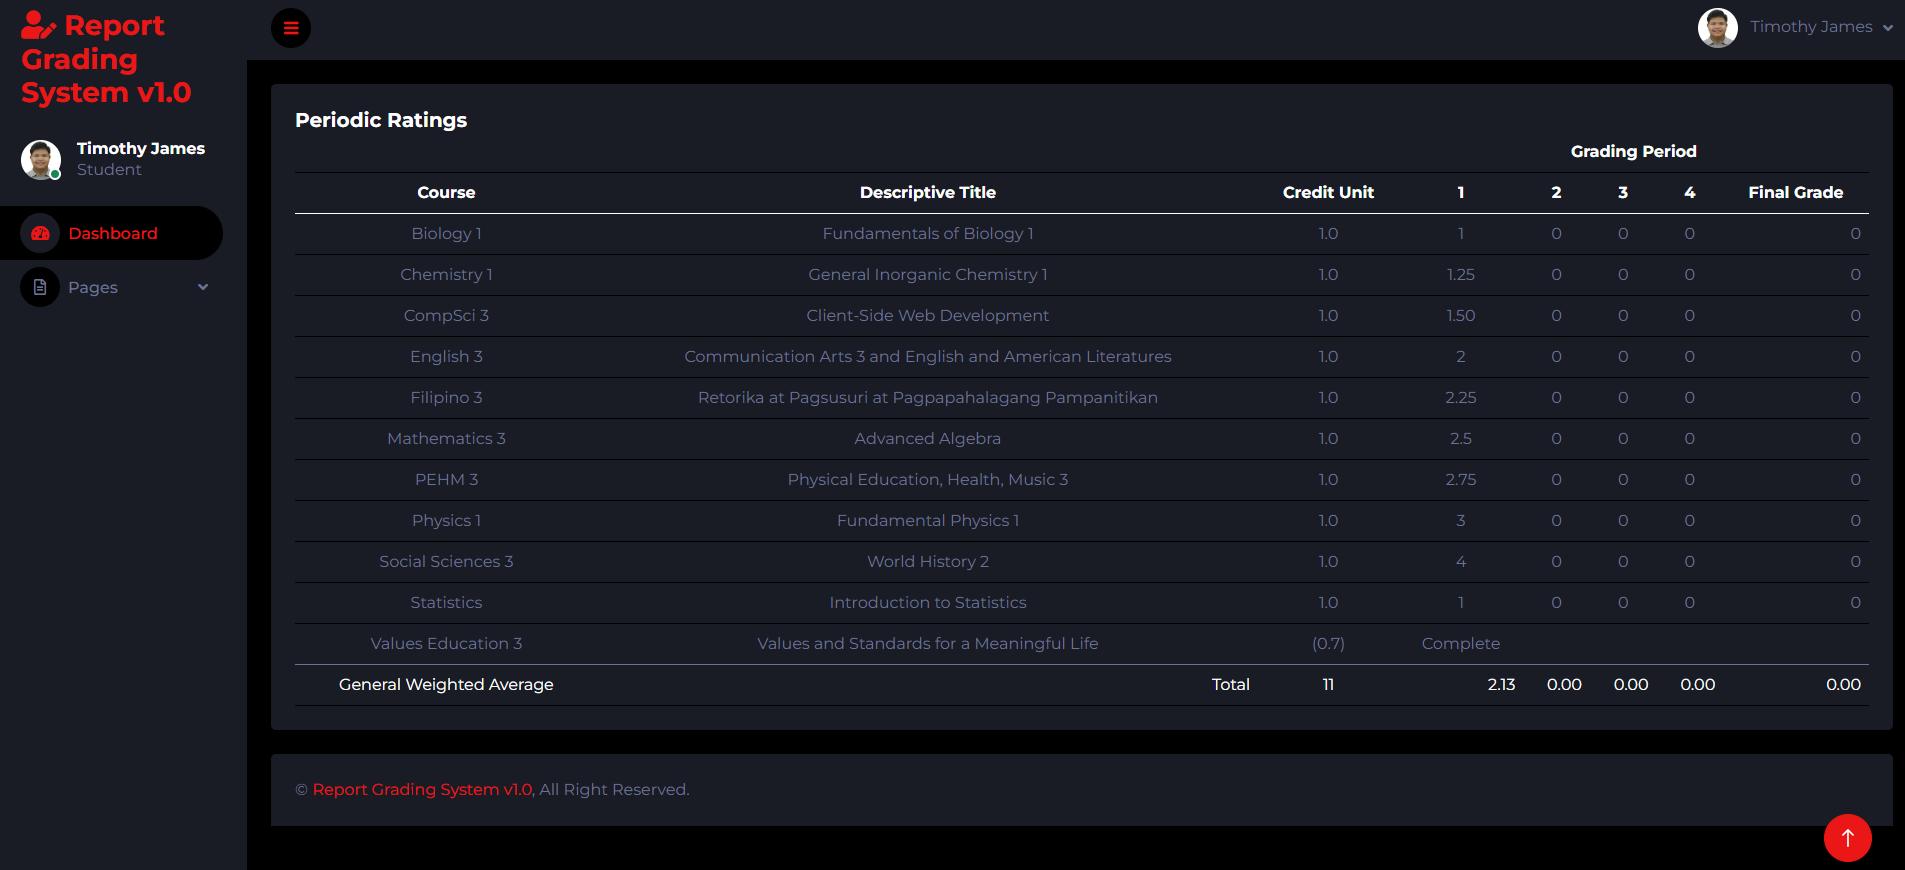 Report
Grading
System v1.0
Timothy James
Student
Dashboard
Pages
Timothy James
Periodic Ratings
Grading Period
Course Descriptive Title Credit Unit 1 2 3 4 Final Grade
Biology 1 Fundamentals of Biology 1 1.0 1 0 0 0 0
Chemistry 1 General Inorganic Chemistry 1 1.0 1.25 0 0 0 0
CompSci 3 Client-Side Web Development 1.0 1.50 0 0 0 0
English 3 Communication Arts 3 and English and American Literatures 1.0 2 0 0 0 0
Filipino 3 Retorika at Pagsusuri at Pagpapahalagang Pampanitikan 1.0 2.25 0 0 0 0
Mathematics 3 Advanced Algebra 1.0 2.5 0 0 0 0
PEHM 3 Physical Education, Health, Music 3 1.0 2.75 0 0 0 0
Physics 1 Fundamental Physics 1 1.0 3 0 0 0 0
Social Sciences 3 World History 2 1.0 4 0 0 0 0
Statistics Introduction to Statistics 1.0 1 0 0 0 0
Values Education 3 Values and Standards for a Meaningful Life (0.7) Complete
General Weighted Average Total 11 2.13 0.00 0.00 0.00 0.00
© Report Grading System v1.0, All Right Reserved.